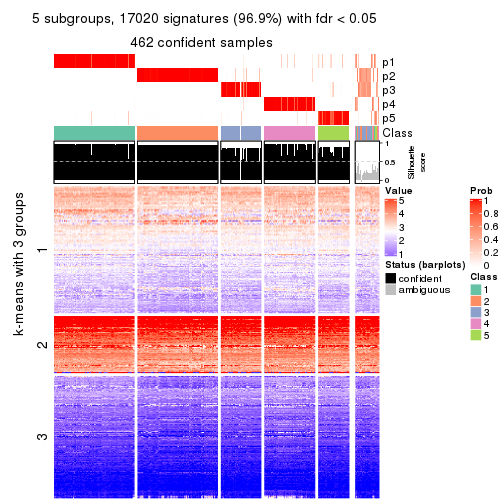 5 subgroups, 17020 signatures (96.9%) with fdr < 0.05
462 confident samples
p1
p2
p3
p4
p5
Class
1
0.5
0
Silhouette
score
k-means with 3 groups
1
2
3
Value
5
4
3
2
1
Status (barplots)
confident
ambiguous
Prob
1
0.8
0.6
0.4
0.2
0
Class
1
2
3
4
5